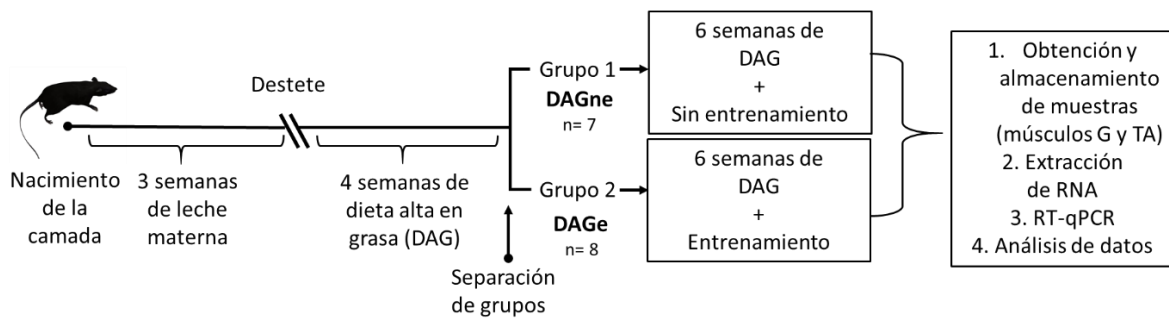 Nacimiento
de la
camada
3 semanas
de leche
materna
Destete
4 semanas de
dieta alta en
grasa (DAG)
Separación
de grupos
Grupo 1
DAGne
n= 7
Grupo 2
DAGe
n= 8
6 semanas de
DAG
+
Sin entrenamiento
6 semanas de
DAG
+
Entrenamiento
1. Obtención y
almacenamiento
de muestras
(músculos G y TA)
2. Extracción
de RNA
3. RT-qPCR
4. Análisis de datos